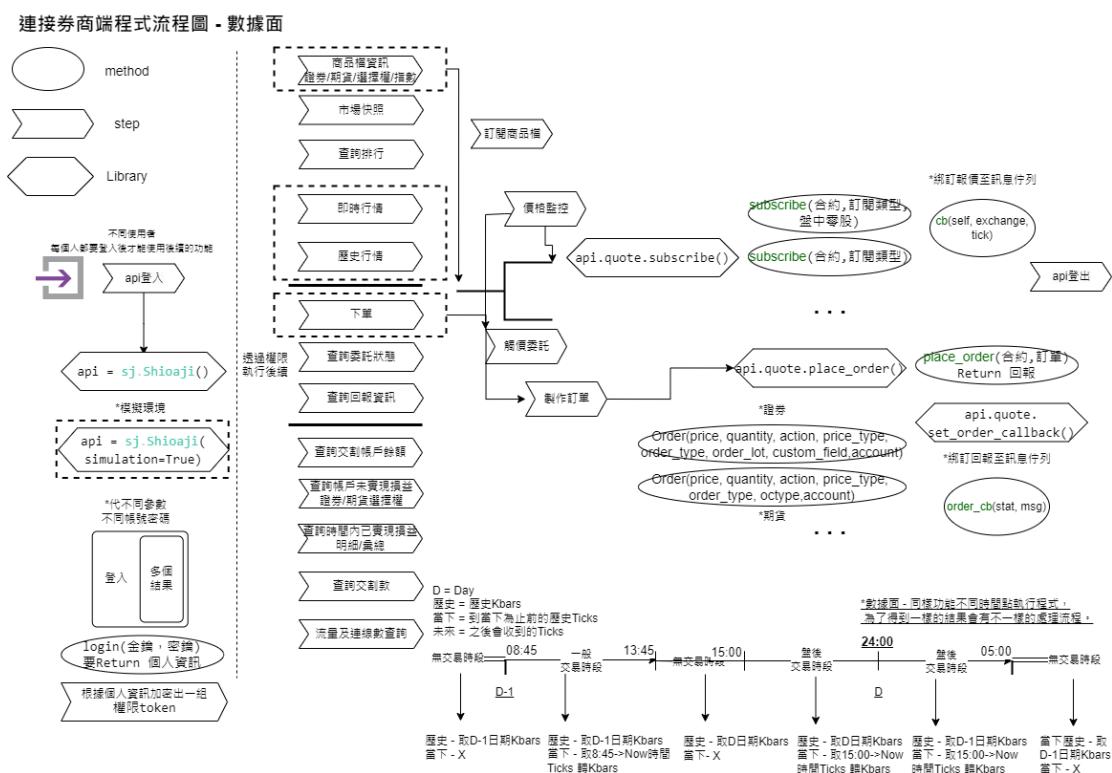 連接券商端程式流程圖 - 數據面
method
step
Library
不同使用者
每個人都要登入後才能使用後續的功能
api登入
api = sj.Shioaji()
*模擬環境
api = sj.Shioaji(
simulation=True)
*代不同參數
不同帳號密碼
登入
多個
結果
login(金鑰，密鑰)
要Return 個人資訊
根據個人資訊加密出一組
權限token
透過權限
執行後續
商品檔資訊
證券/期貨/選擇權/指數
市場快照
查詢排行
即時行情
歷史行情
下單
查詢委託狀態
查詢回報資訊
查詢交割帳戶餘額
查詢帳戶未實現損益
證券/期貨選擇權
查詢時間內已實現損益
明細/彙總
查詢交割款
流量及連線數查詢
訂閱商品檔
價格監控
觸價委託
製作訂單
api.quote.subscribe()
subscribe(合約,訂閱類型,
盤中零股)
subscribe(合約,訂閱類型)
...
*綁訂報價至訊息佇列
cb(self, exchange,
tick)
api登出
api.quote.place_order()
place_order(合約,訂單)
Return 回報
api.quote.
set_order_callback()
*綁訂回報至訊息佇列
order_cb(stat, msg)
*證券
Order(price, quantity, action, price_type,
order_type, order_lot, custom_field,account)
Order(price, quantity, action, price_type,
order_type, octype,account)
*期貨
...
D = Day
歷史 = 歷史Kbars
當下 = 到當下為止前的歷史Ticks
未來 = 之後會收到的Ticks
*數據面 - 同樣功能不同時間點執行程式，
為了得到一樣的結果會有不一樣的處理流程。
無交易時段
08:45
一般
交易時段
13:45
無交易時段
15:00
盤後
交易時段
24:00
盤後
交易時段
05:00
無交易時段
D-1
D
歷史 - 取D-1日期Kbars
當下 - X
歷史 - 取D-1日期Kbars
當下 - 取8:45->Now時間
Ticks 轉Kbars
歷史 - 取D日期Kbars
當下- X
歷史 - 取D日期Kbars
當下 - 取15:00->Now
時間Ticks 轉Kbars
歷史 - 取D-1日期Kbars
當下 - 取15:00->Now
時間Ticks 轉Kbars
當下歷史 - 取
D-1日期Kbars
當下 - X